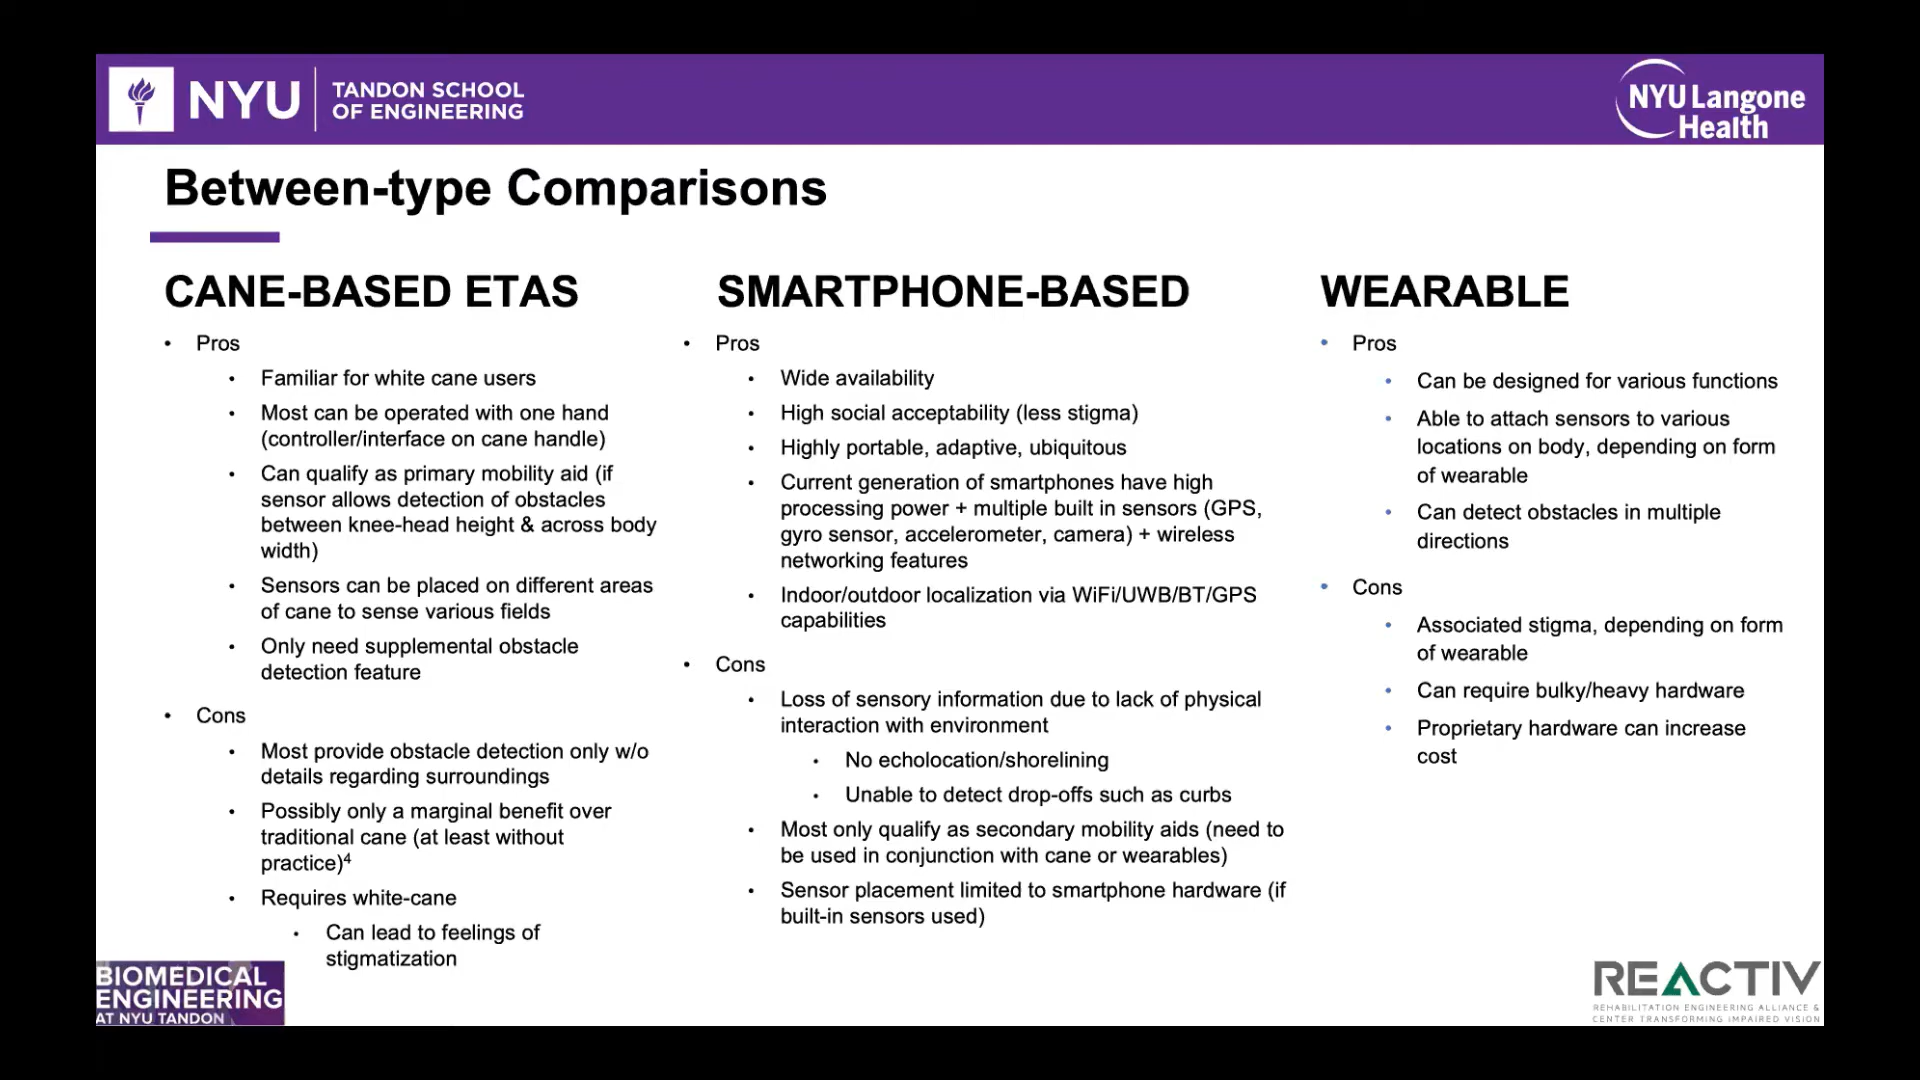 NYU
TANDON SCHOOL
OF ENGINEERING
NYU Langone
Health
Between-type Comparisons
CANE-BASED ETAS
• Pros
• Familiar for white cane users
• Most can be operated with one hand
(controller/interface on cane handle)
• Can qualify as primary mobility aid (if
sensor allows detection of obstacles
between knee-head height & across body
width)
• Sensors can be placed on different areas
of cane to sense various fields
• Only need supplemental obstacle
detection feature
• Cons
• Most provide obstacle detection only w/o
details regarding surroundings
• Possibly only a marginal benefit over
traditional cane (at least without
practice)⁴
• Requires white-cane
• Can lead to feelings of
stigmatization
SMARTPHONE-BASED
• Pros
• Wide availability
• High social acceptability (less stigma)
• Highly portable, adaptive, ubiquitous
• Current generation of smartphones have high
processing power + multiple built in sensors (GPS,
gyro sensor, accelerometer, camera) + wireless
networking features
• Indoor/outdoor localization via WiFi/UWB/BT/GPS
capabilities
• Cons
• Loss of sensory information due to lack of physical
interaction with environment
• No echolocation/shorelining
• Unable to detect drop-offs such as curbs
• Most only qualify as secondary mobility aids (need to
be used in conjunction with cane or wearables)
• Sensor placement limited to smartphone hardware (if
built-in sensors used)
WEARABLE
• Pros
• Can be designed for various functions
• Able to attach sensors to various
locations on body, depending on form
of wearable
• Can detect obstacles in multiple
directions
• Cons
• Associated stigma, depending on form
of wearable
• Can require bulky/heavy hardware
• Proprietary hardware can increase
cost
BIOMEDICAL
ENGINEERING
AT NYU TANDON
REACTIV
REHABILITATION ENGINEERING ALLIANCE &
CENTER TRANSFORMING IMPAIRED VISION